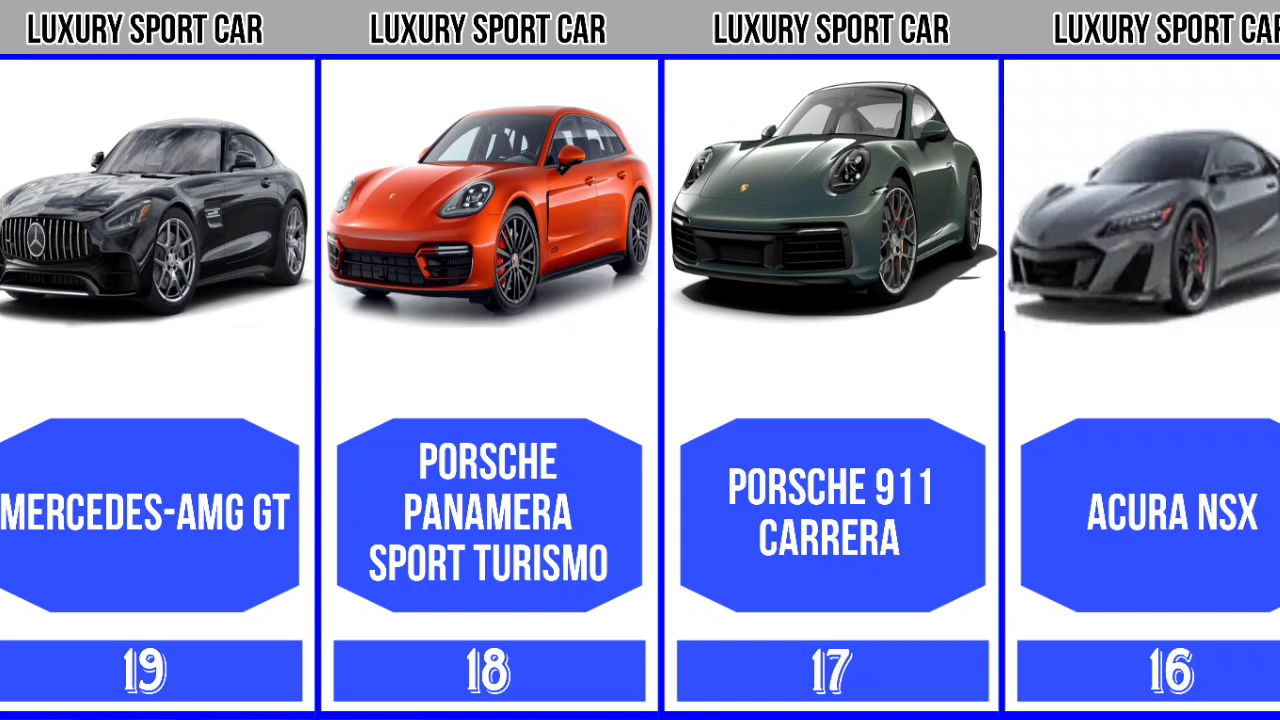 LUXURY SPORT CAR
LUXURY SPORT CAR
LUXURY SPORT CAR
LUXURY SPORT CAR
MERCEDES-AMG GT
PORSCHE
PANAMERA
SPORT TURISMO
PORSCHE 911
CARRERA
ACURA NSX
19
18
17
16